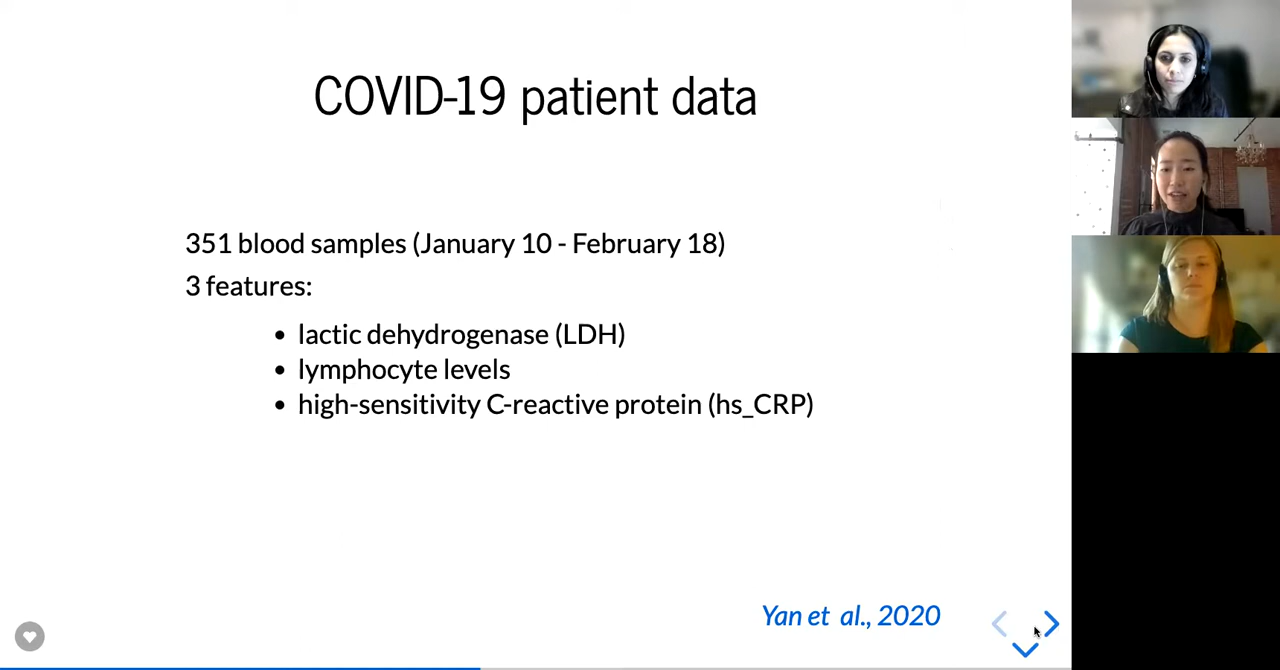 COVID-19 patient data
351 blood samples (January 10 - February 18)
3 features:
• lactic dehydrogenase (LDH)
• lymphocyte levels
• high-sensitivity C-reactive protein (hs_CRP)
Yan et al., 2020